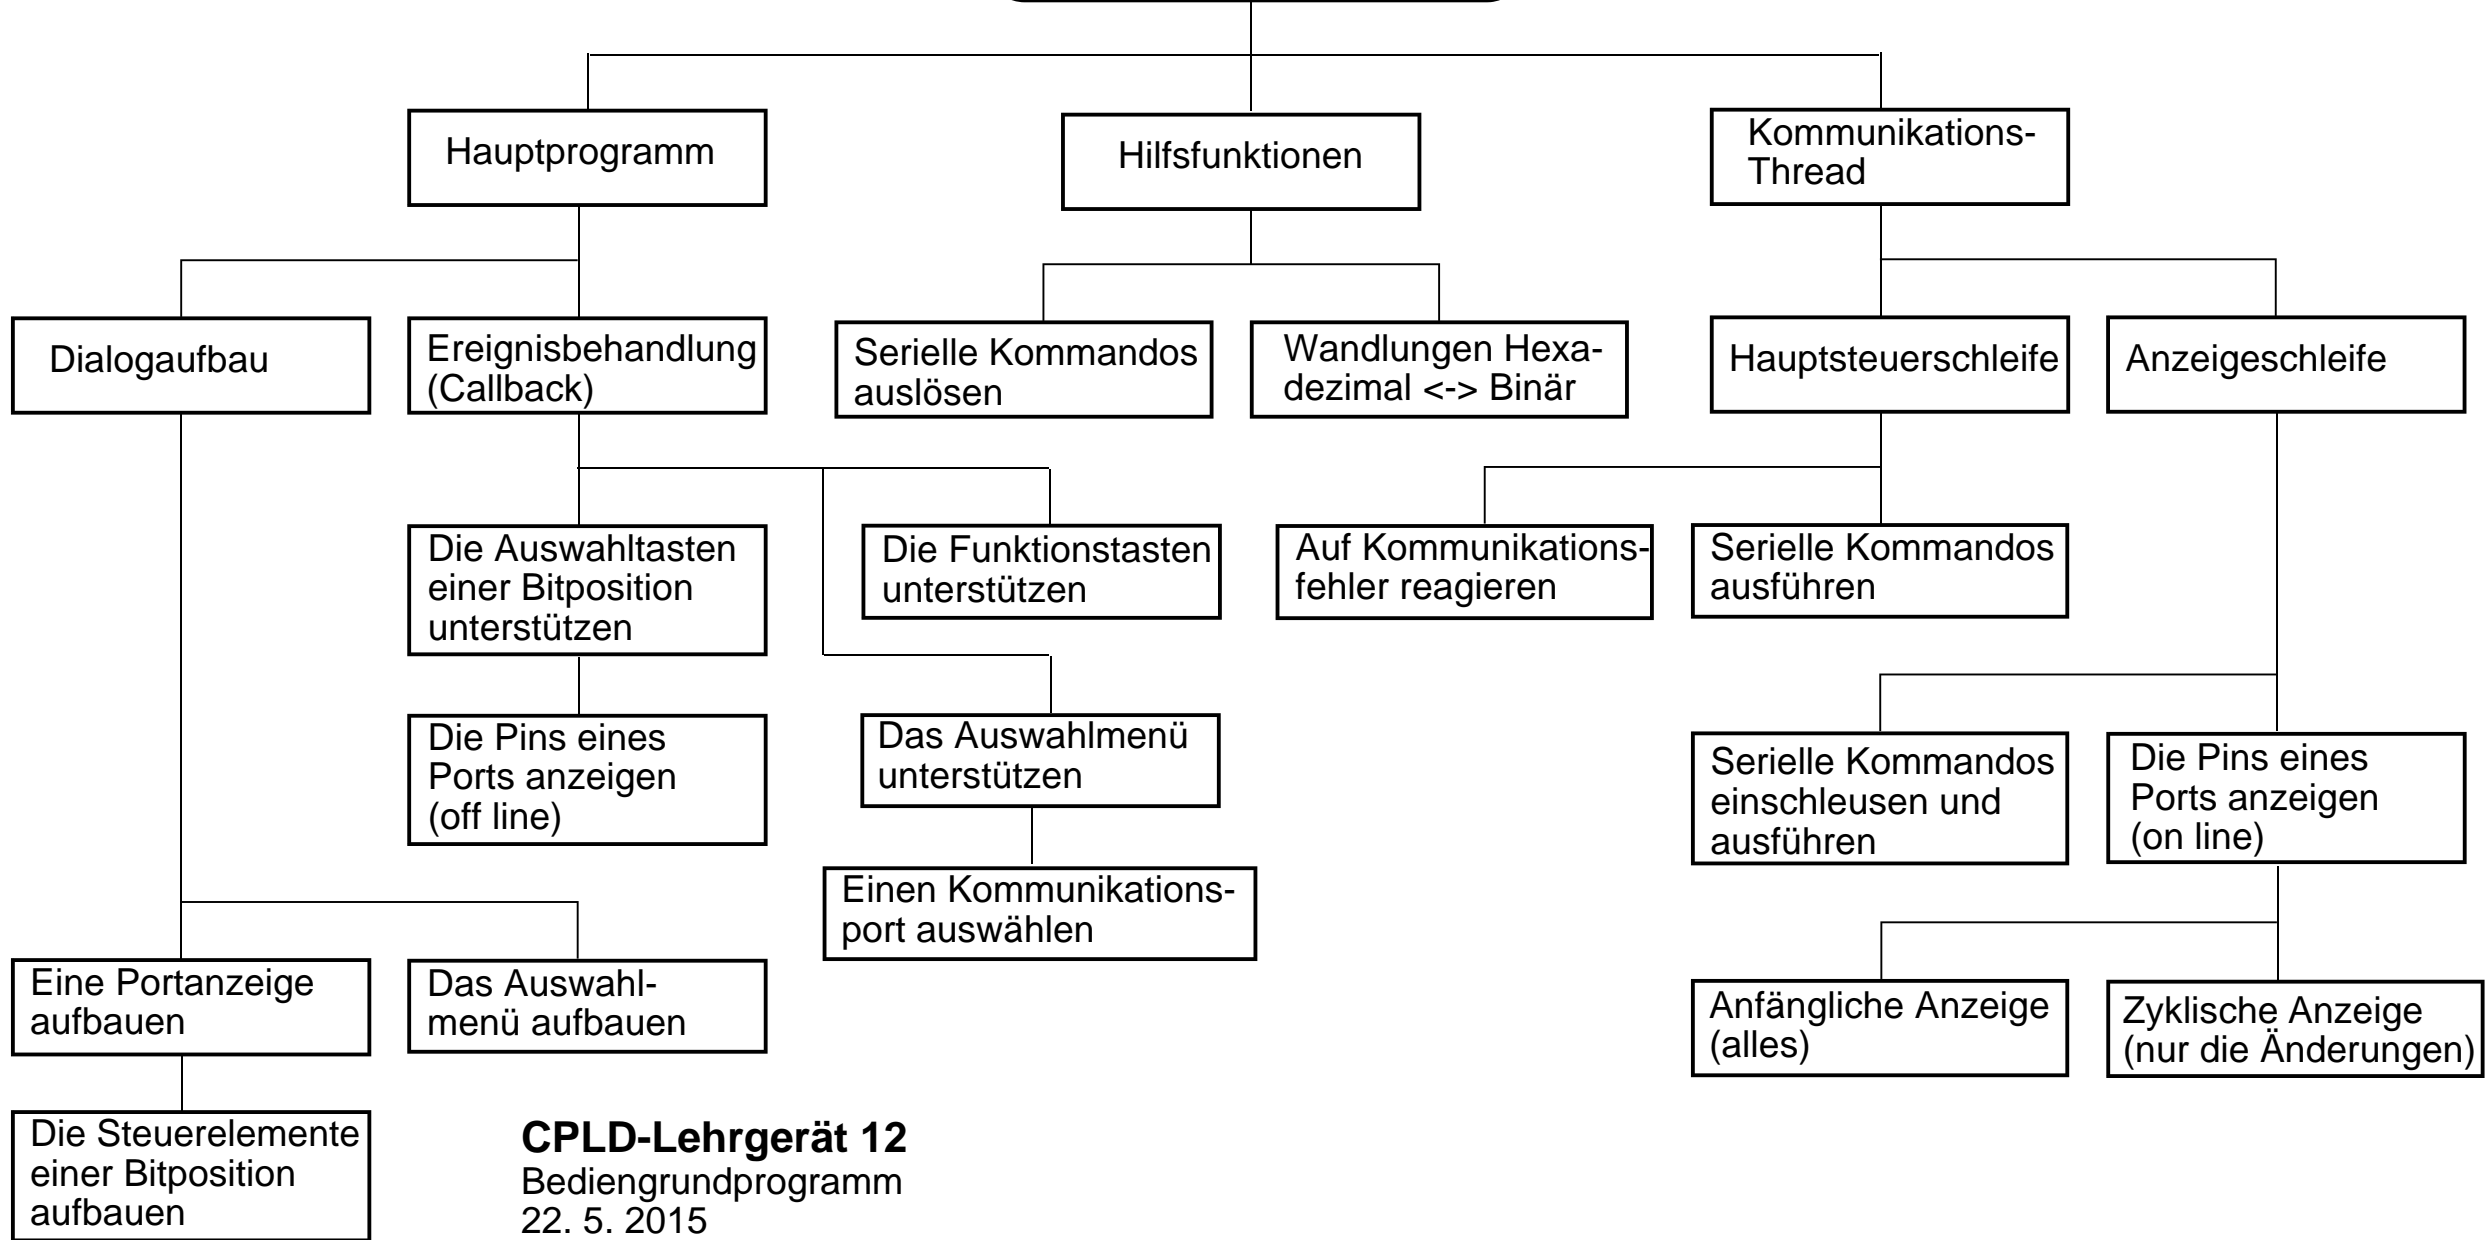 Hauptprogramm
Hilfsfunktionen
Kommunikations-
Thread
Dialogaufbau
Ereignisbehandlung
(Callback)
Serielle Kommandos
auslösen
Wandlungen Hexa-
dezimal <-> Binär
Hauptsteuerschleife
Anzeigeschleife
Die Auswahltasten
einer Bitposition
unterstützen
Die Funktionstasten
unterstützen
Auf Kommunikations-
fehler reagieren
Serielle Kommandos
ausführen
Die Pins eines
Ports anzeigen
(off line)
Das Auswahlmenü
unterstützen
Serielle Kommandos
einschleusen und
ausführen
Die Pins eines
Ports anzeigen
(on line)
Einen Kommunikations-
port auswählen
Eine Portanzeige
aufbauen
Das Auswahl-
menü aufbauen
Anfängliche Anzeige
(alles)
Zyklische Anzeige
(nur die Änderungen)
Die Steuerelemente
einer Bitposition
aufbauen
CPLD-Lehrgerät 12
Bediengrundprogramm
22. 5. 2015